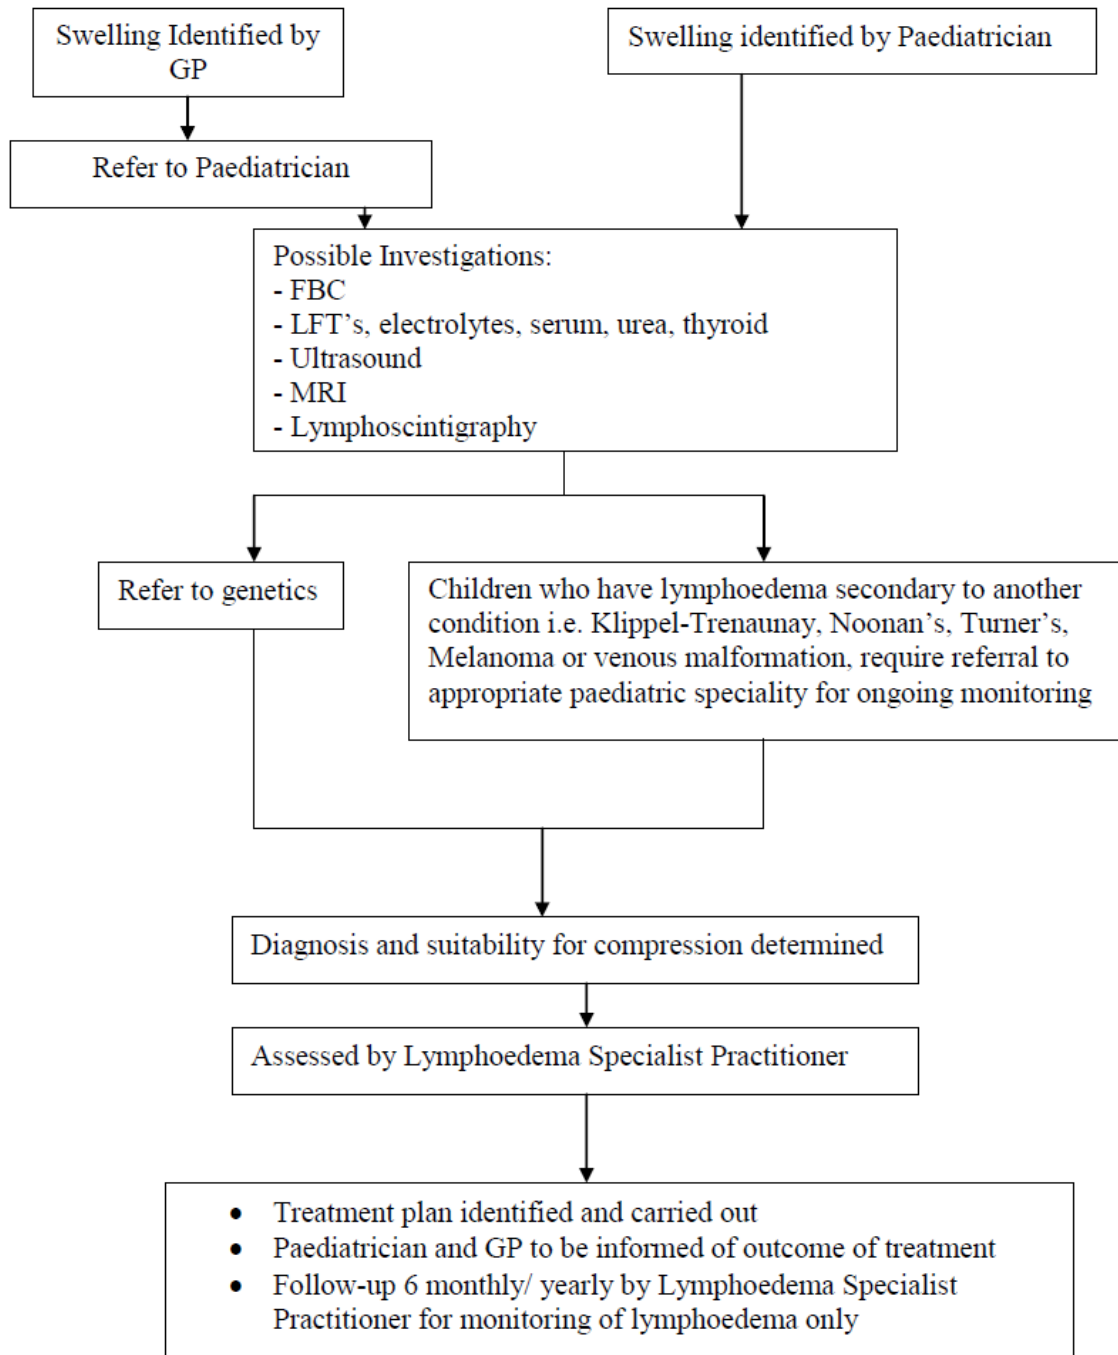 Swelling Identified by
GP
Swelling identified by Paediatrician
Refer to Paediatrician
Possible Investigations:
- FBC
- LFT’s, electrolytes, serum, urea, thyroid
- Ultrasound
- MRI
- Lymphoscintigraphy
Refer to genetics
Children who have lymphoedema secondary to another
condition i.e. Klippel-Trenaunay, Noonan’s, Turner’s,
Melanoma or venous malformation, require referral to
appropriate paediatric speciality for ongoing monitoring
Diagnosis and suitability for compression determined
Assessed by Lymphoedema Specialist Practitioner
• Treatment plan identified and carried out
• Paediatrician and GP to be informed of outcome of treatment
• Follow-up 6 monthly/ yearly by Lymphoedema Specialist
Practitioner for monitoring of lymphoedema only